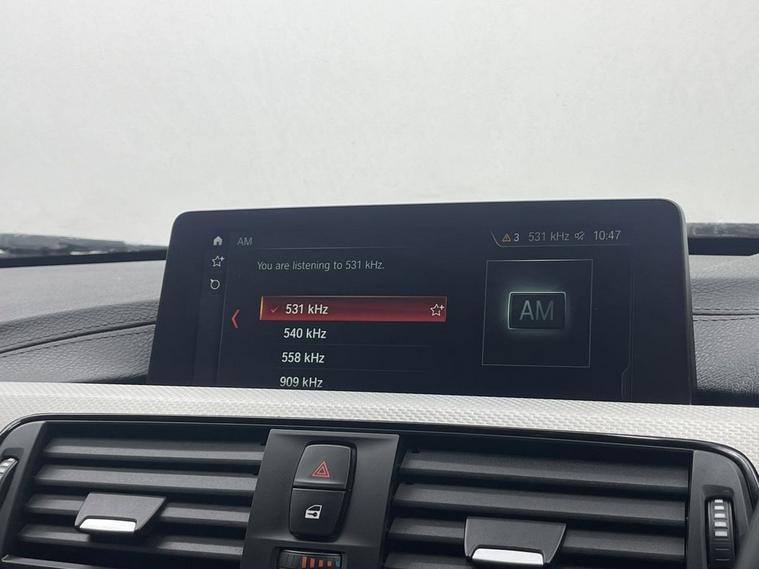 AM
3 531 kHz 10:47
You are listening to 531 kHz.
531 kHz
540 kHz
558 kHz
909 kHz
AM